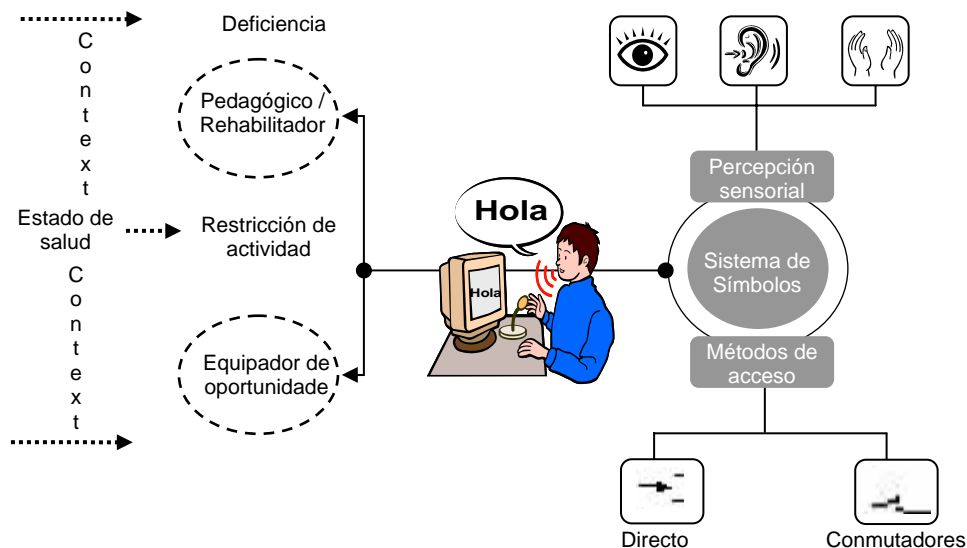 Deficiencia
C
o
n
t
e
x
t
Pedagógico /
Rehabilitador
Estado de
salud
Restricción de
actividad
C
o
n
t
e
x
t
Equipador de
oportunidade
Hola
Hola
Percepción
sensorial
Sistema de
Símbolos
Métodos de
acceso
Directo
Conmutadores